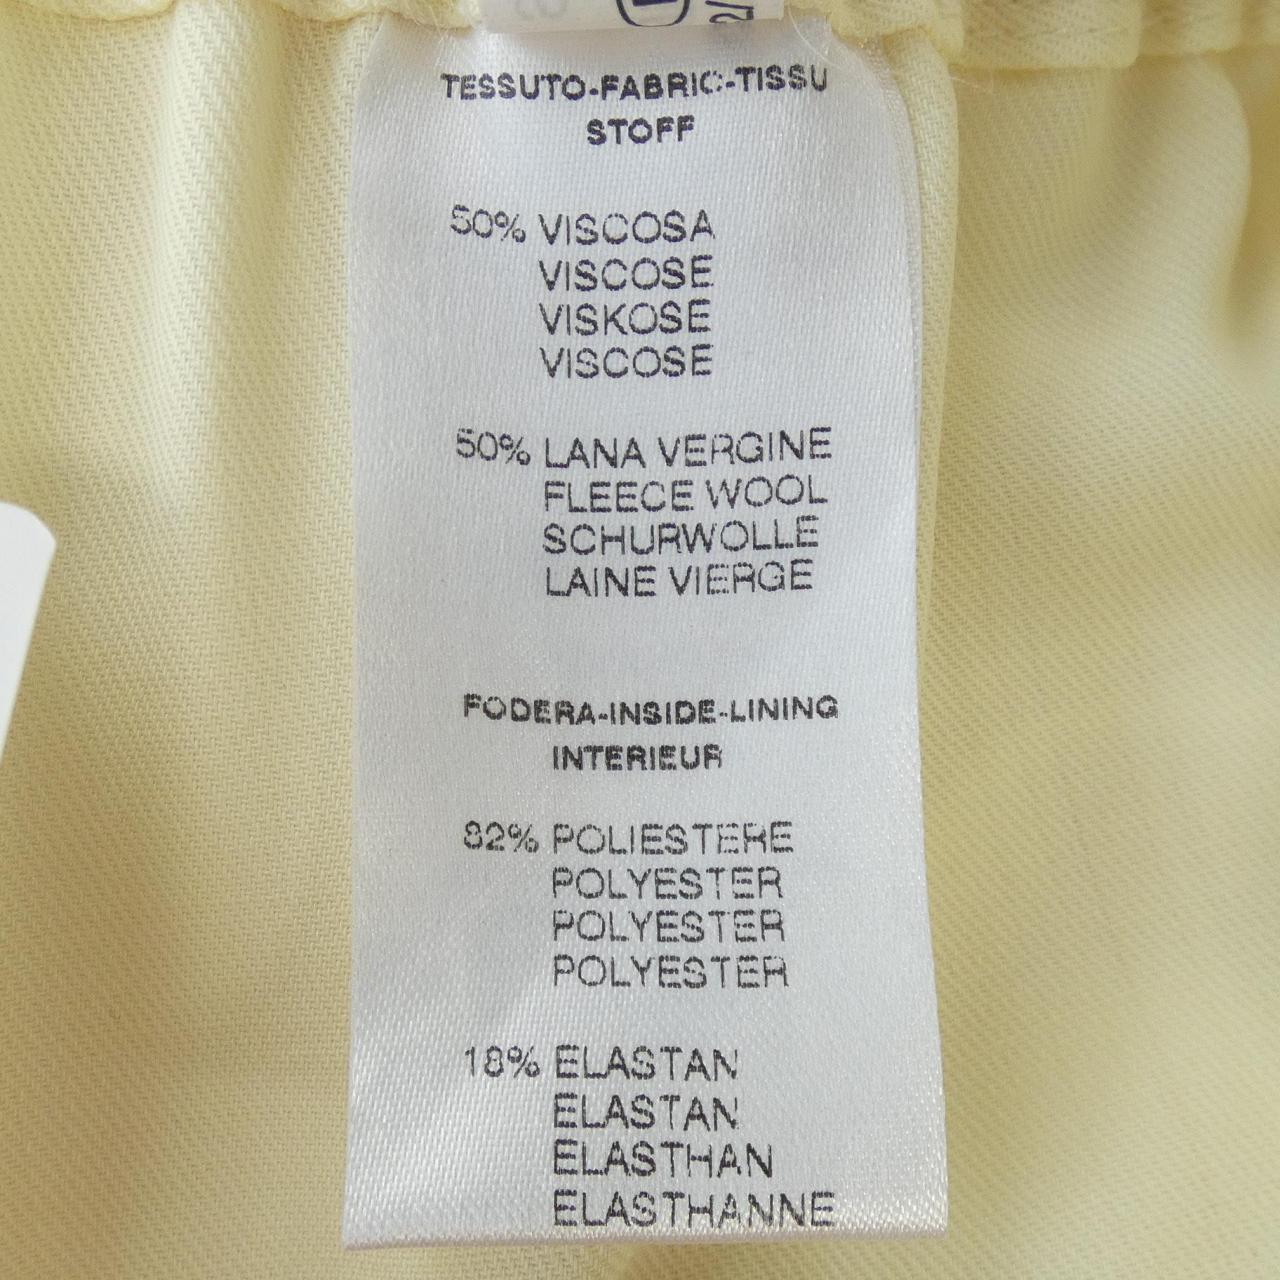 TESSUTO-FABRIC-TISSU
STOFF
50% VISCOSA
VISCOSE
VISKOSE
VISCOSE
50% LANA VERGINE
FLEECE WOOL
SCHURWOLLE
LAINE VIERGE
FODERA-INSIDE-LINING
INTERIEUR
82% POLIESTERE
POLYESTER
POLYESTER
POLYESTER
18% ELASTAN
ELASTAN
ELASTHAN
ELASTHANNE